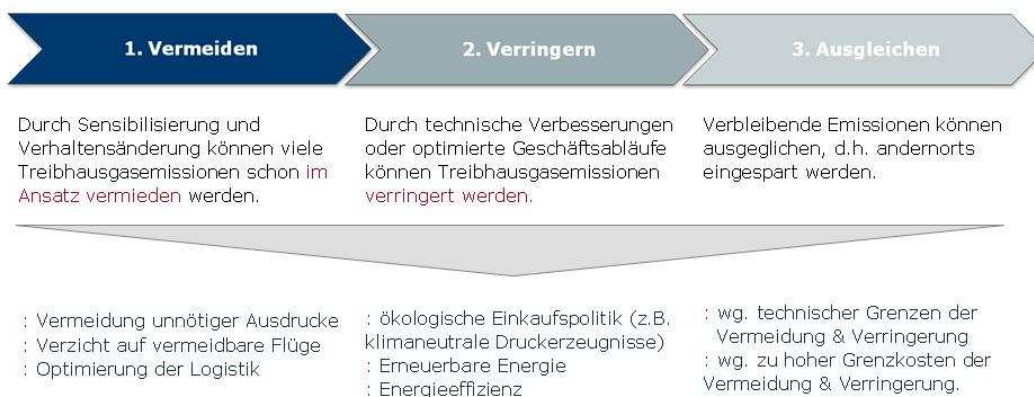 1. Vermeiden
2. Verringern
3. Ausgleichen
Durch Sensibilisierung und
Verhaltensänderung können viele
Treibhausgasemissionen schon im
Ansatz vermieden werden.
Durch technische Verbesserungen
oder optimierte Geschäftsabläufe
können Treibhausgasemissionen
verringert werden.
Verbleibende Emissionen können
ausgeglichen, d.h. andernorts
eingespart werden.
: Vermeidung unnötiger Ausdrucke
: Verzicht auf vermeidbare Flüge
: Optimierung der Logistik
: ökologische Einkaufspolitik (z.B.
klimaneutrale Druckerzeugnisse)
: Erneuerbare Energie
: Energieeffizienz
: wg. technischer Grenzen der
Vermeidung & Verringerung
: wg. zu hoher Grenzkosten der
Vermeidung & Verringerung.